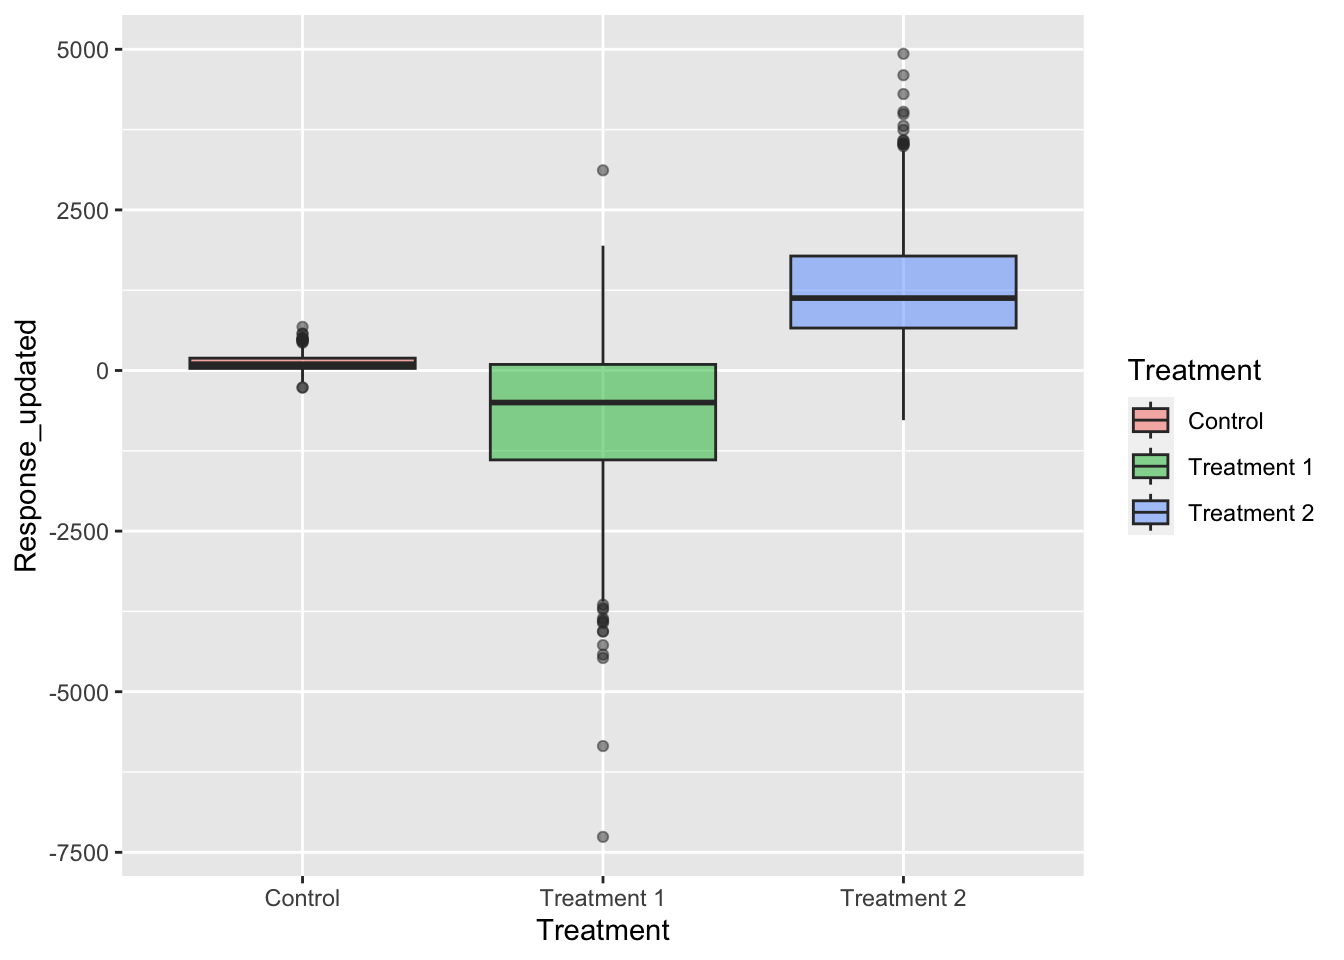 Response_updated
5000
2500
0
-2500
-5000
-7500
Control
Treatment 1
Treatment 2
Treatment
Treatment
Control
Treatment 1
Treatment 2